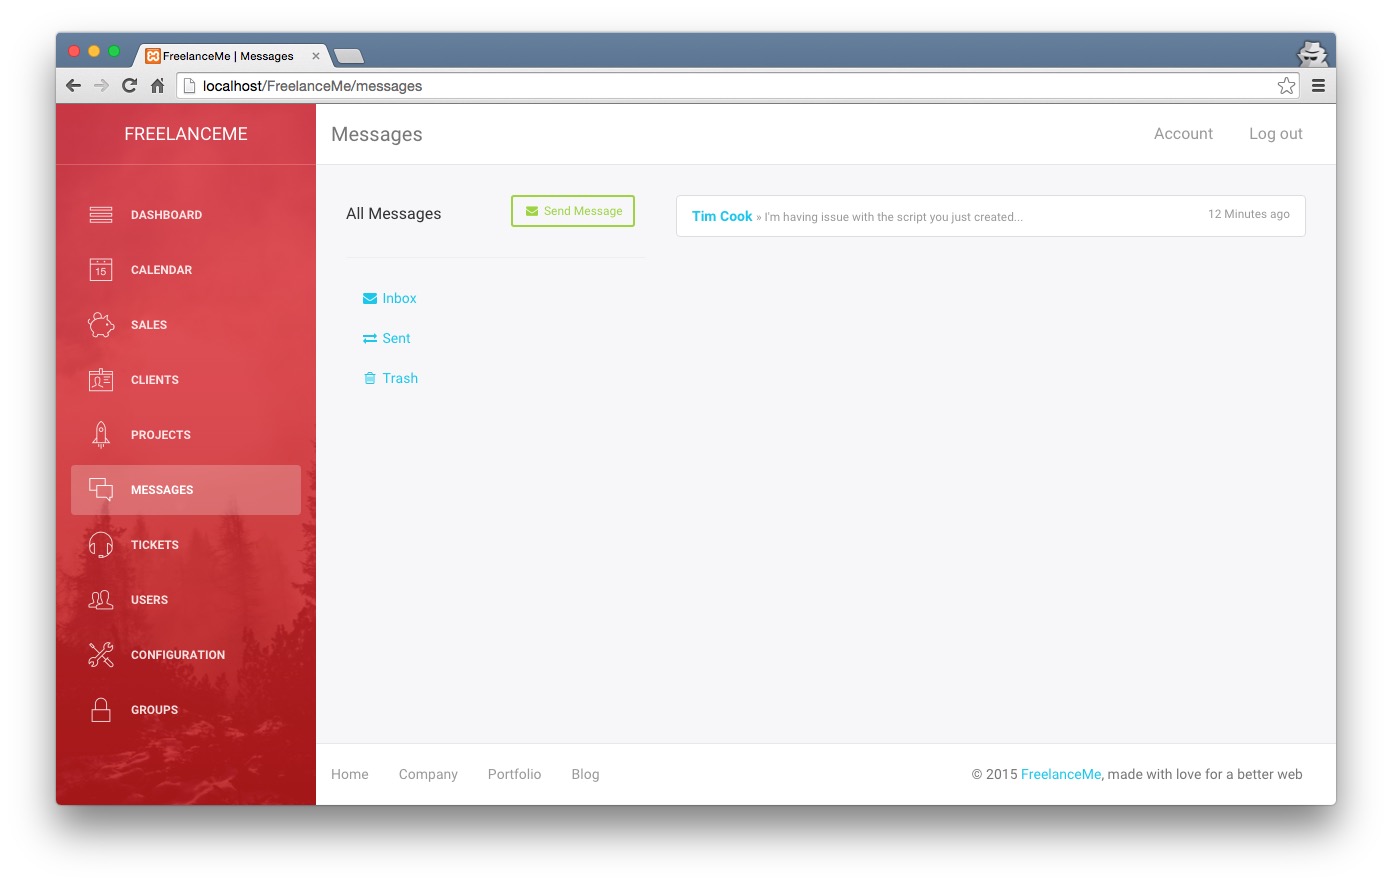 FreelanceMe | Messages
localhost/FreelanceMe/messages
FREELANCEME
Messages
Account
Log out
DASHBOARD
15
CALENDAR
SALES
CLIENTS
PROJECTS
MESSAGES
TICKETS
USERS
CONFIGURATION
GROUPS
All Messages
Send Message
Inbox
Sent
Trash
Tim Cook » I'm having issue with the script you just created...
12 Minutes ago
Home
Company
Portfolio
Blog
© 2015 FreelanceMe, made with love for a better web